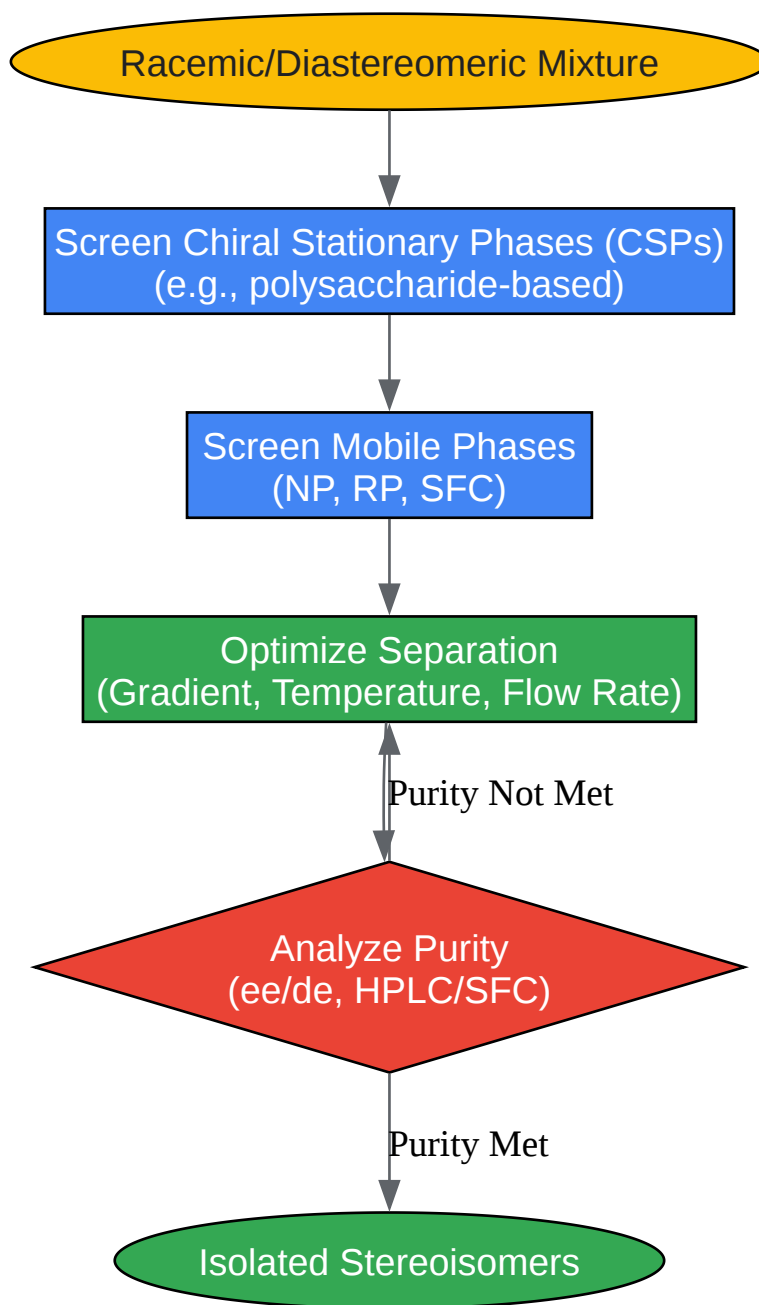 Racemic/Diastereomeric Mixture
Screen Chiral Stationary Phases (CSPs)
(e.g., polysaccharide-based)
Screen Mobile Phases
(NP, RP, SFC)
Optimize Separation
(Gradient, Temperature, Flow Rate)
Purity Not Met
Analyze Purity
(ee/de, HPLC/SFC)
Purity Met
Isolated Stereoisomers